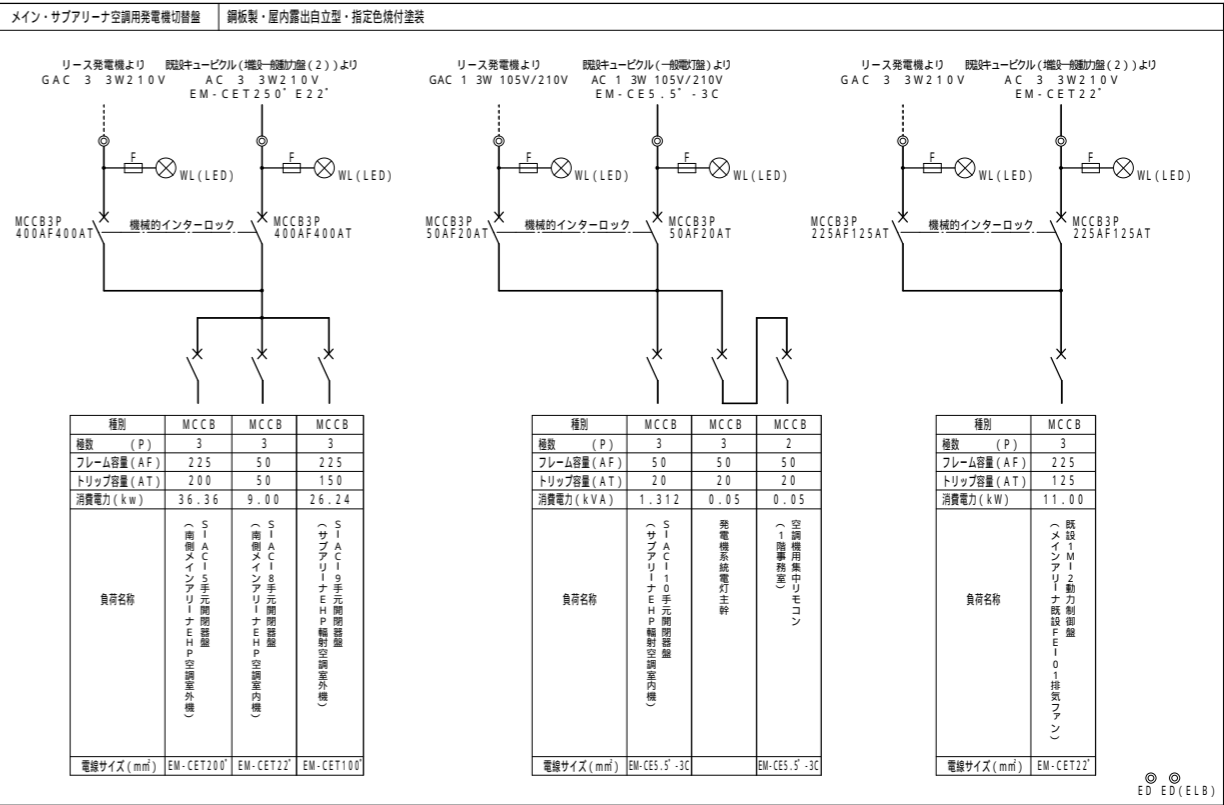 メイン・サブアリーナ空調用発電機切替盤 鋼板製・屋内露出自立型・指定色焼付塗装
リース発電機より
GAC 3 3W210V
既設キュービクル(増設一般動力盤(2))より
AC 3 3W210V
EM-CET250゜ E22゜
F
WL(LED)
F
WL(LED)
MCCB3P
400AF400AT
機械的インターロック
MCCB3P
400AF400AT
種別 MCCB MCCB MCCB
極数 (P) 3 3 3
フレーム容量(AF) 225 50 225
トリップ容量(AT) 200 50 150
消費電力(kw) 36.36 9.00 26.24
負荷名称
SーACー5手元開閉器盤
(南側メインアリーナEHP空調室外機)
SーACー8手元開閉器盤
(南側メインアリーナEHP空調室内機)
SーACー9手元開閉器盤
(サブアリーナEHP輻射空調室外機)
電線サイズ(mm²) EM-CET200゜ EM-CET22゜ EM-CET100゜
リース発電機より
GAC 1 3W 105V/210V
既設キュービクル(一般電灯盤)より
AC 1 3W 105V/210V
EM-CE5.5゜-3C
F
WL(LED)
F
WL(LED)
MCCB3P
50AF20AT
機械的インターロック
MCCB3P
50AF20AT
種別 MCCB MCCB MCCB
極数 (P) 3 3 2
フレーム容量(AF) 50 50 50
トリップ容量(AT) 20 20 20
消費電力(kVA) 1.312 0.05 0.05
負荷名称
SーACー10手元開閉器盤
(サブアリーナEHP輻射空調室内機)
発電機系統電灯主幹
空調機用集中リモコン
(1階事務室)
電線サイズ(mm²) EM-CE5.5゜-3C EM-CE5.5゜-3C
リース発電機より
GAC 3 3W210V
既設キュービクル(増設一般動力盤(2))より
AC 3 3W210V
EM-CET22゜
F
WL(LED)
F
WL(LED)
MCCB3P
225AF125AT
機械的インターロック
MCCB3P
225AF125AT
種別 MCCB
極数 (P) 3
フレーム容量(AF) 225
トリップ容量(AT) 125
消費電力(kW) 11.00
負荷名称
既設1Mー2動力制御盤
(メインアリーナ既設FEー01排気ファン)
電線サイズ(mm²) EM-CET22゜
ED ED(ELB)